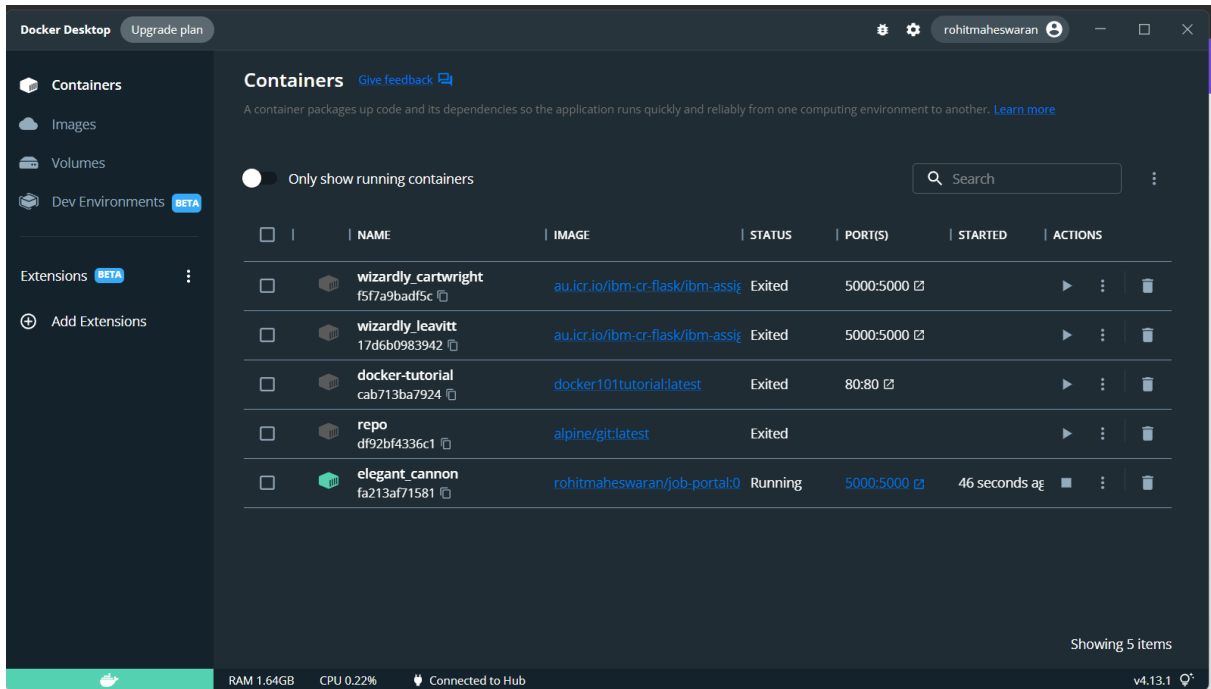 Docker Desktop Upgrade plan rohitmaheswaran
Containers
Images
Volumes
Dev Environments BETA
Extensions BETA
Add Extensions
Containers Give feedback
A container packages up code and its dependencies so the application runs quickly and reliably from one computing environment to another. Learn more
Only show running containers Search
NAME IMAGE STATUS PORT(S) STARTED ACTIONS
wizardly_cartwright
f5f7a9badf5c au.icr.io/ibm-cr-flask/ibm-assig Exited 5000:5000
wizardly_leavitt
17d6b0983942 au.icr.io/ibm-cr-flask/ibm-assig Exited 5000:5000
docker-tutorial
cab713ba7924 docker101tutorial:latest Exited 80:80
repo
df92bf4336c1 alpine/git:latest Exited
elegant_cannon
fa213af71581 rohitmaheswaran/job-portal:0 Running 5000:5000 46 seconds ag
Showing 5 items
RAM 1.64GB CPU 0.22% Connected to Hub v4.13.1